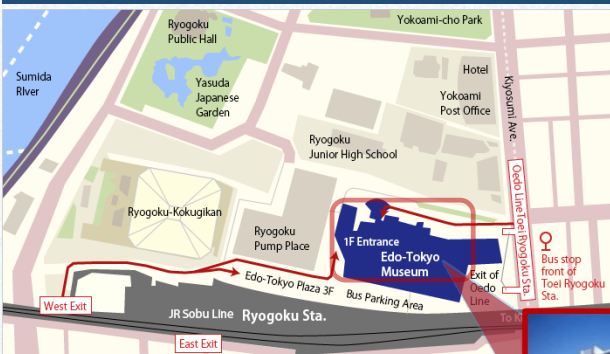 Yokoami-cho Park
Ryogoku
Public Hall
Sumida
RIver
Yasuda
Japanese
Garden
Hotel
Yokoami
Post Office
Kiyosumi Ave.
Ryogoku
Junior High School
Oedo LineToei Ryogoku Sta.
Ryogoku-Kokugikan
Ryogoku
Pump Place
1F Entrance
Edo-Tokyo
Museum
Bus stop
front of
Toei Ryogoku
Sta.
Exit of
Oedo
Line
Edo-Tokyo Plaza 3F
Bus Parking Area
West Exit
JR Sobu Line Ryogoku Sta.
East Exit